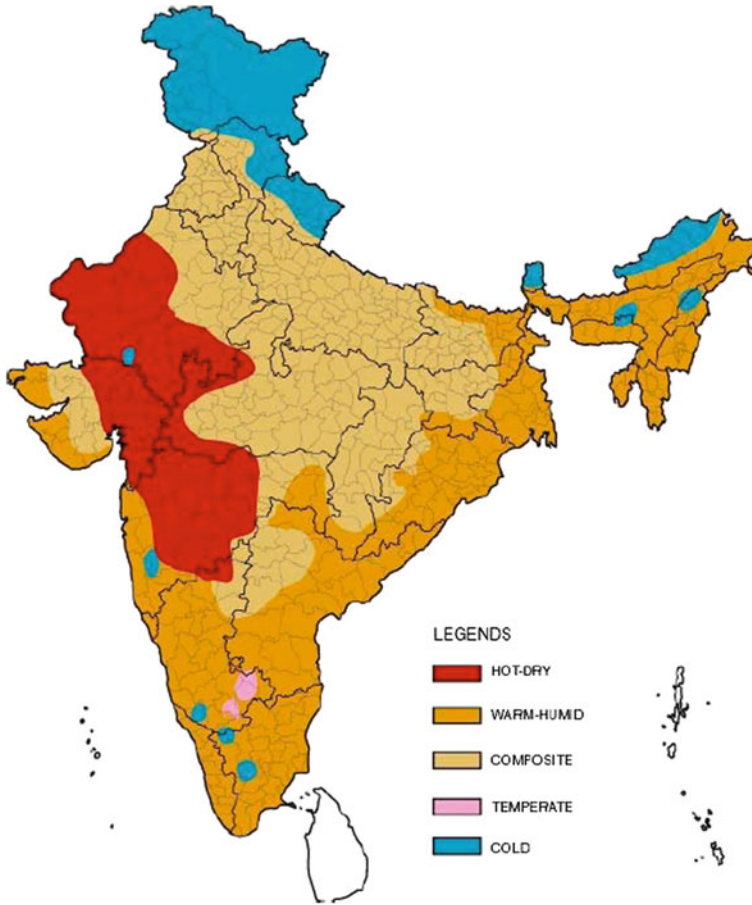 LEGENDS
HOT-DRY
WARM-HUMID
COMPOSITE
TEMPERATE
COLD